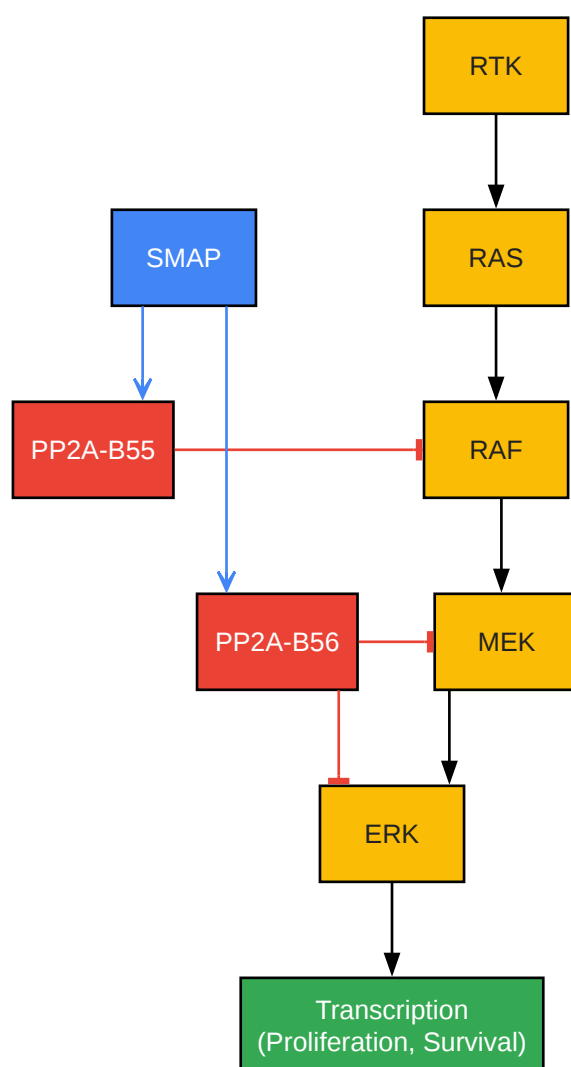 RTK
SMAP
RAS
PP2A-B55
RAF
PP2A-B56
MEK
ERK
Transcription
(Proliferation, Survival)